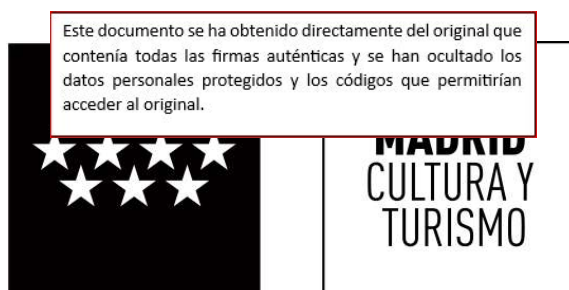 Este documento se ha obtenido directamente del original que
contenía todas las firmas auténticas y se han ocultado los
datos personales protegidos y los códigos que permitirían
acceder al original.
MADRID
CULTURA Y
TURISMO